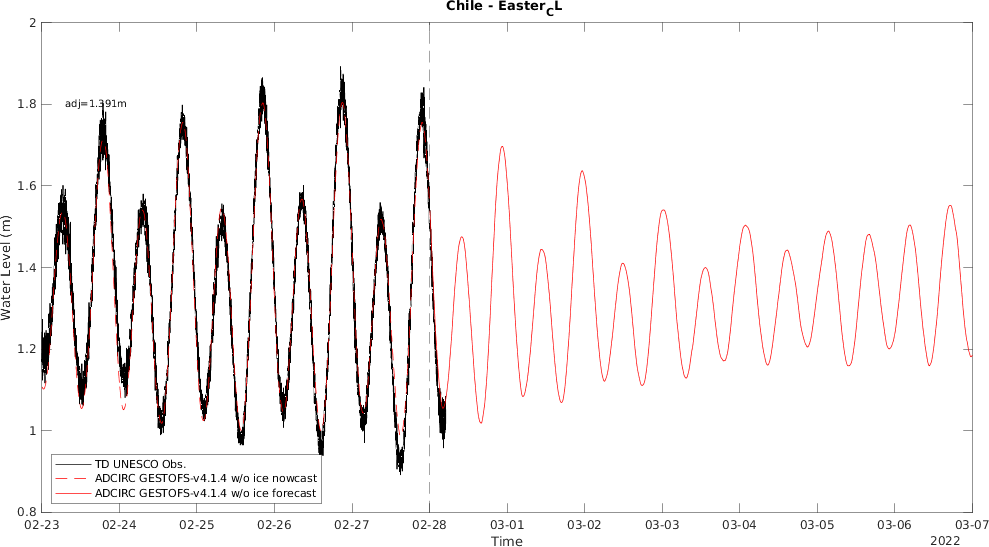 Chile - Easter_CL
2
1.8
1.6
1.4
1.2
1
0.8
Water Level (m)
adj=1.391m
TD UNESCO Obs.
ADCIRC GESTOFS-v4.1.4 w/o ice nowcast
ADCIRC GESTOFS-v4.1.4 w/o ice forecast
02-23 02-24 02-25 02-26 02-27 02-28 03-01 03-02 03-03 03-04 03-05 03-06 03-07
Time
2022